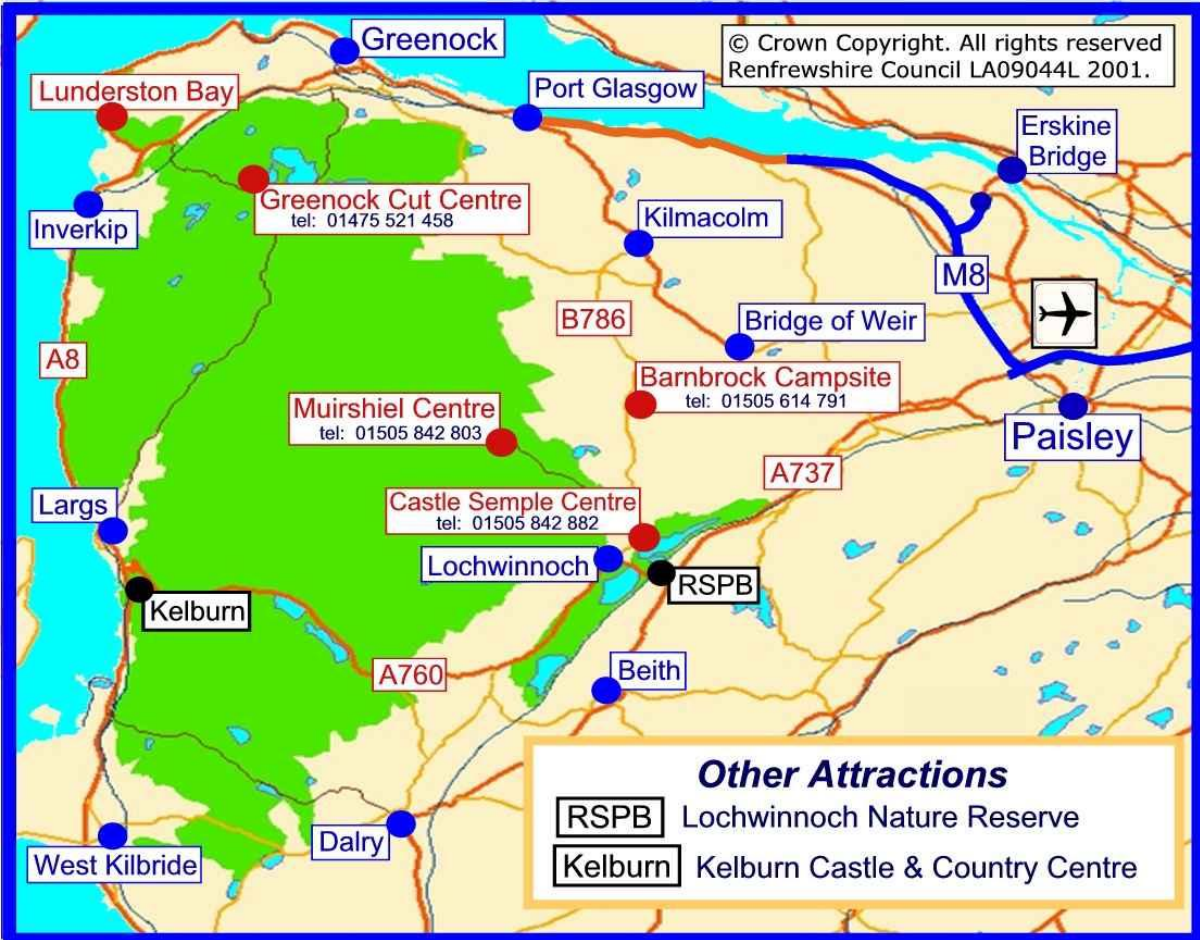 Greenock
© Crown Copyright. All rights reserved
Renfrewshire Council LA09044L 2001.
Lunderston Bay
Port Glasgow
Erskine
Bridge
Greenock Cut Centre
tel: 01475 521 458
Inverkip
Kilmacolm
M8
B786
Bridge of Weir
A8
Barnbrock Campsite
tel: 01505 614 791
Muirshiel Centre
tel: 01505 842 803
Paisley
A737
Largs
Castle Semple Centre
tel: 01505 842 882
Lochwinnoch
RSPB
Kelburn
A760
Beith
Other Attractions
RSPB Lochwinnoch Nature Reserve
Kelburn Kelburn Castle & Country Centre
Dalry
West Kilbride